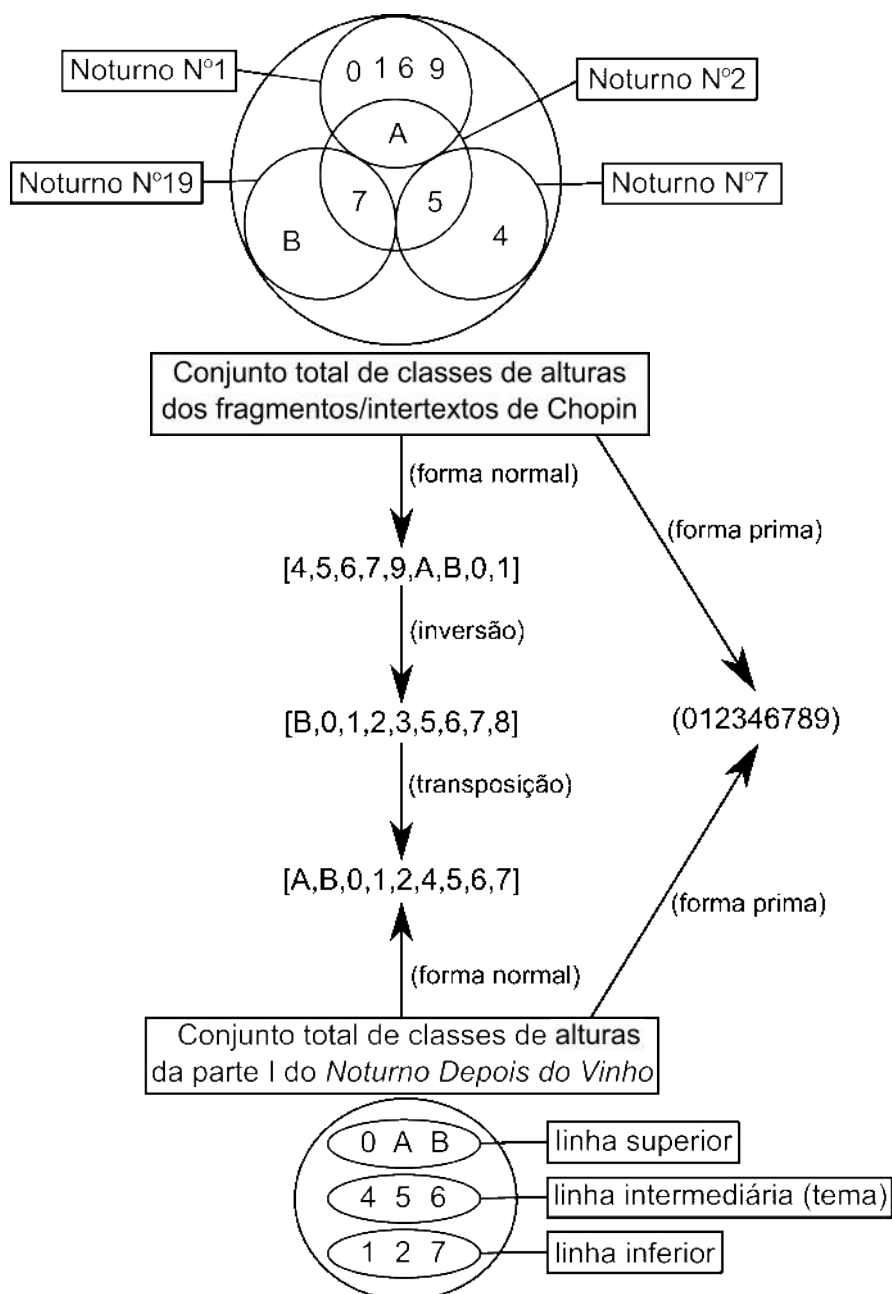 Noturno Nº1
0 1 6 9
Noturno Nº2
A
Noturno Nº19
7
5
Noturno Nº7
B
4
Conjunto total de classes de alturas
dos fragmentos/intertextos de Chopin
(forma normal)
(forma prima)
[4,5,6,7,9,A,B,0,1]
(inversão)
[B,0,1,2,3,5,6,7,8]
(012346789)
(transposição)
[A,B,0,1,2,4,5,6,7]
(forma prima)
(forma normal)
Conjunto total de classes de alturas
da parte I do Noturno Depois do Vinho
0 A B
linha superior
4 5 6
linha intermediária (tema)
1 2 7
linha inferior